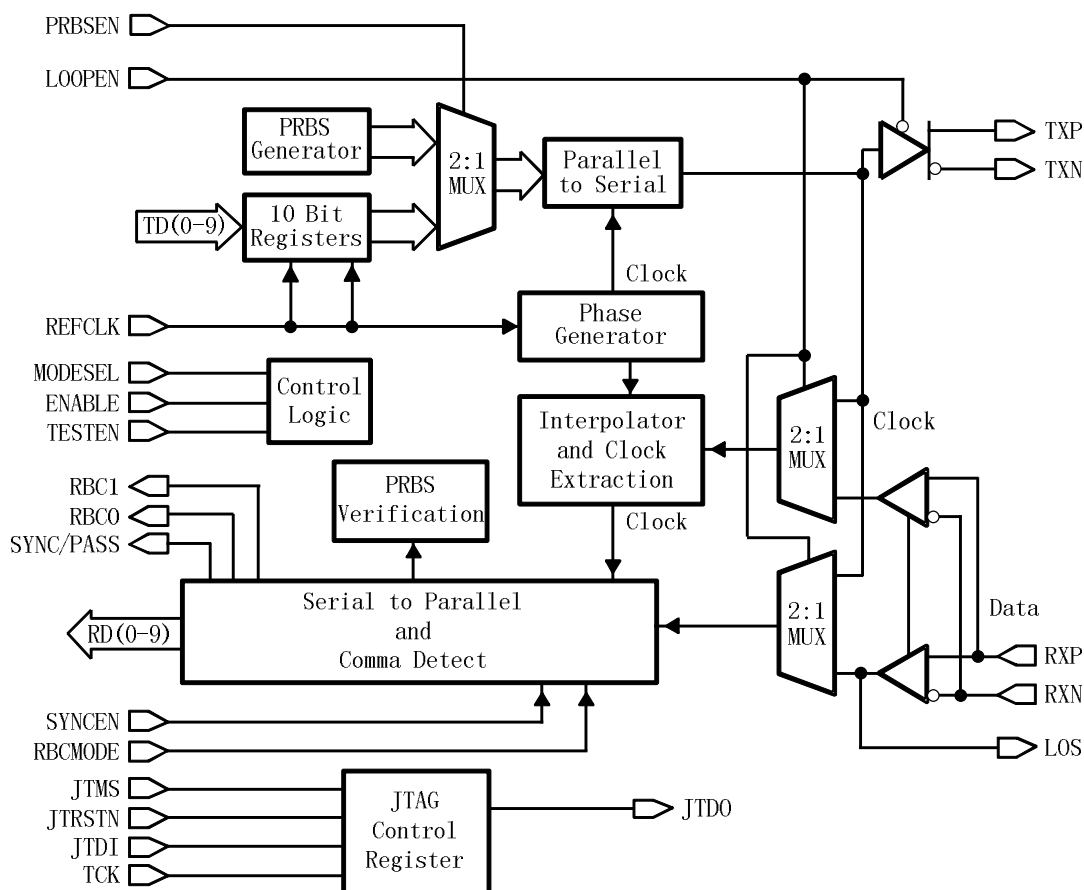 PRBSEN
LOOPEN
PRBS
Generator
2:1
MUX
Parallel
to Serial
TXP
TXN
TD(0-9)
10 Bit
Registers
Clock
REFCLK
Phase
Generator
MODESEL
ENABLE
TESTEN
Control
Logic
Interpolator
and Clock
Extraction
2:1
MUX
Clock
RBC1
RBC0
SYNC/PASS
PRBS
Verification
Clock
RD(0-9)
Serial to Parallel
and
Comma Detect
2:1
MUX
Data
RXP
RXN
LOS
SYNCEN
RBCMODE
JTMS
JTRSTN
JTDI
TCK
JTAG
Control
Register
JTDO